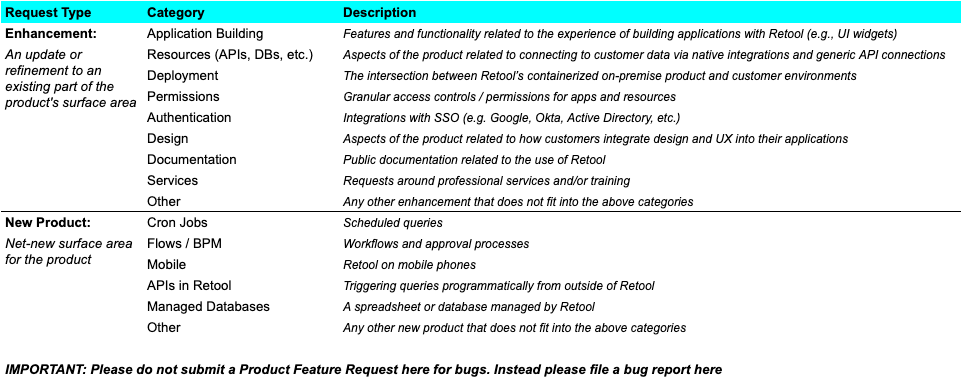 Request Type Category Description
Enhancement: Application Building Features and functionality related to the experience of building applications with Retool (e.g., UI widgets)
An update or Resources (APIs, DBs, etc.) Aspects of the product related to connecting to customer data via native integrations and generic API connections
refinement to an Deployment The intersection between Retool's containerized on-premise product and customer environments
existing part of the Permissions Granular access controls / permissions for apps and resources
product's surface area Authentication Integrations with SSO (e.g. Google, Okta, Active Directory, etc.)
Design Aspects of the product related to how customers integrate design and UX into their applications
Documentation Public documentation related to the use of Retool
Services Requests around professional services and/or training
Other Any other enhancement that does not fit into the above categories
New Product: Cron Jobs Scheduled queries
Net-new surface area Flows / BPM Workflows and approval processes
for the product Mobile Retool on mobile phones
APIs in Retool Triggering queries programmatically from outside of Retool
Managed Databases A spreadsheet or database managed by Retool
Other Any other new product that does not fit into the above categories
IMPORTANT: Please do not submit a Product Feature Request here for bugs. Instead please file a bug report here